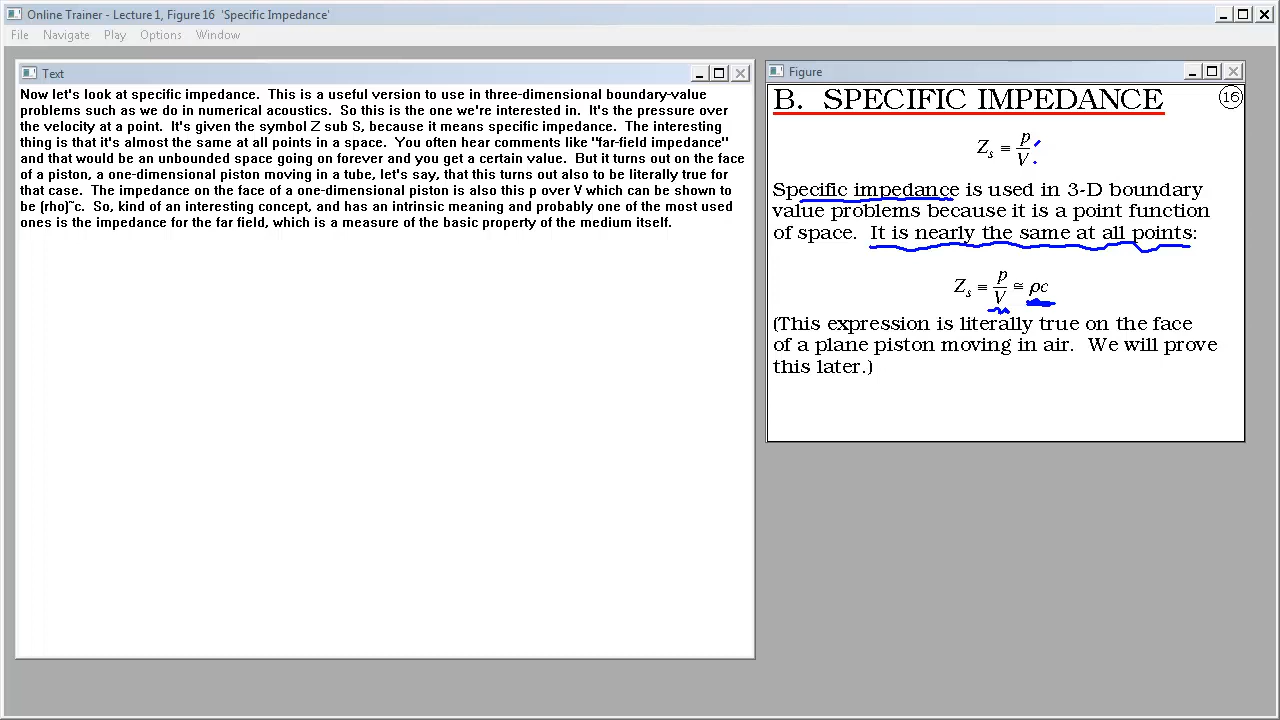 Online Trainer - Lecture 1, Figure 16 'Specific Impedance'
File Navigate Play Options Window
Text
Now let's look at specific impedance. This is a useful version to use in three-dimensional boundary-value
problems such as we do in numerical acoustics. So this is the one we're interested in. It's the pressure over
the velocity at a point. It's given the symbol Z sub S, because it means specific impedance. The interesting
thing is that it's almost the same at all points in a space. You often hear comments like "far-field impedance"
and that would be an unbounded space going on forever and you get a certain value. But it turns out on the face
of a piston, a one-dimensional piston moving in a tube, let's say, that this turns out also to be literally true for
that case. The impedance on the face of a one-dimensional piston is also this p over V which can be shown to
be (rho)~c. So, kind of an interesting concept, and has an intrinsic meaning and probably one of the most used
ones is the impedance for the far field, which is a measure of the basic property of the medium itself.
Figure
B. SPECIFIC IMPEDANCE
16
Zs ≡ p/V
Specific impedance is used in 3-D boundary
value problems because it is a point function
of space. It is nearly the same at all points:
Zs ≡ p/V ≅ ρc
(This expression is literally true on the face
of a plane piston moving in air. We will prove
this later.)